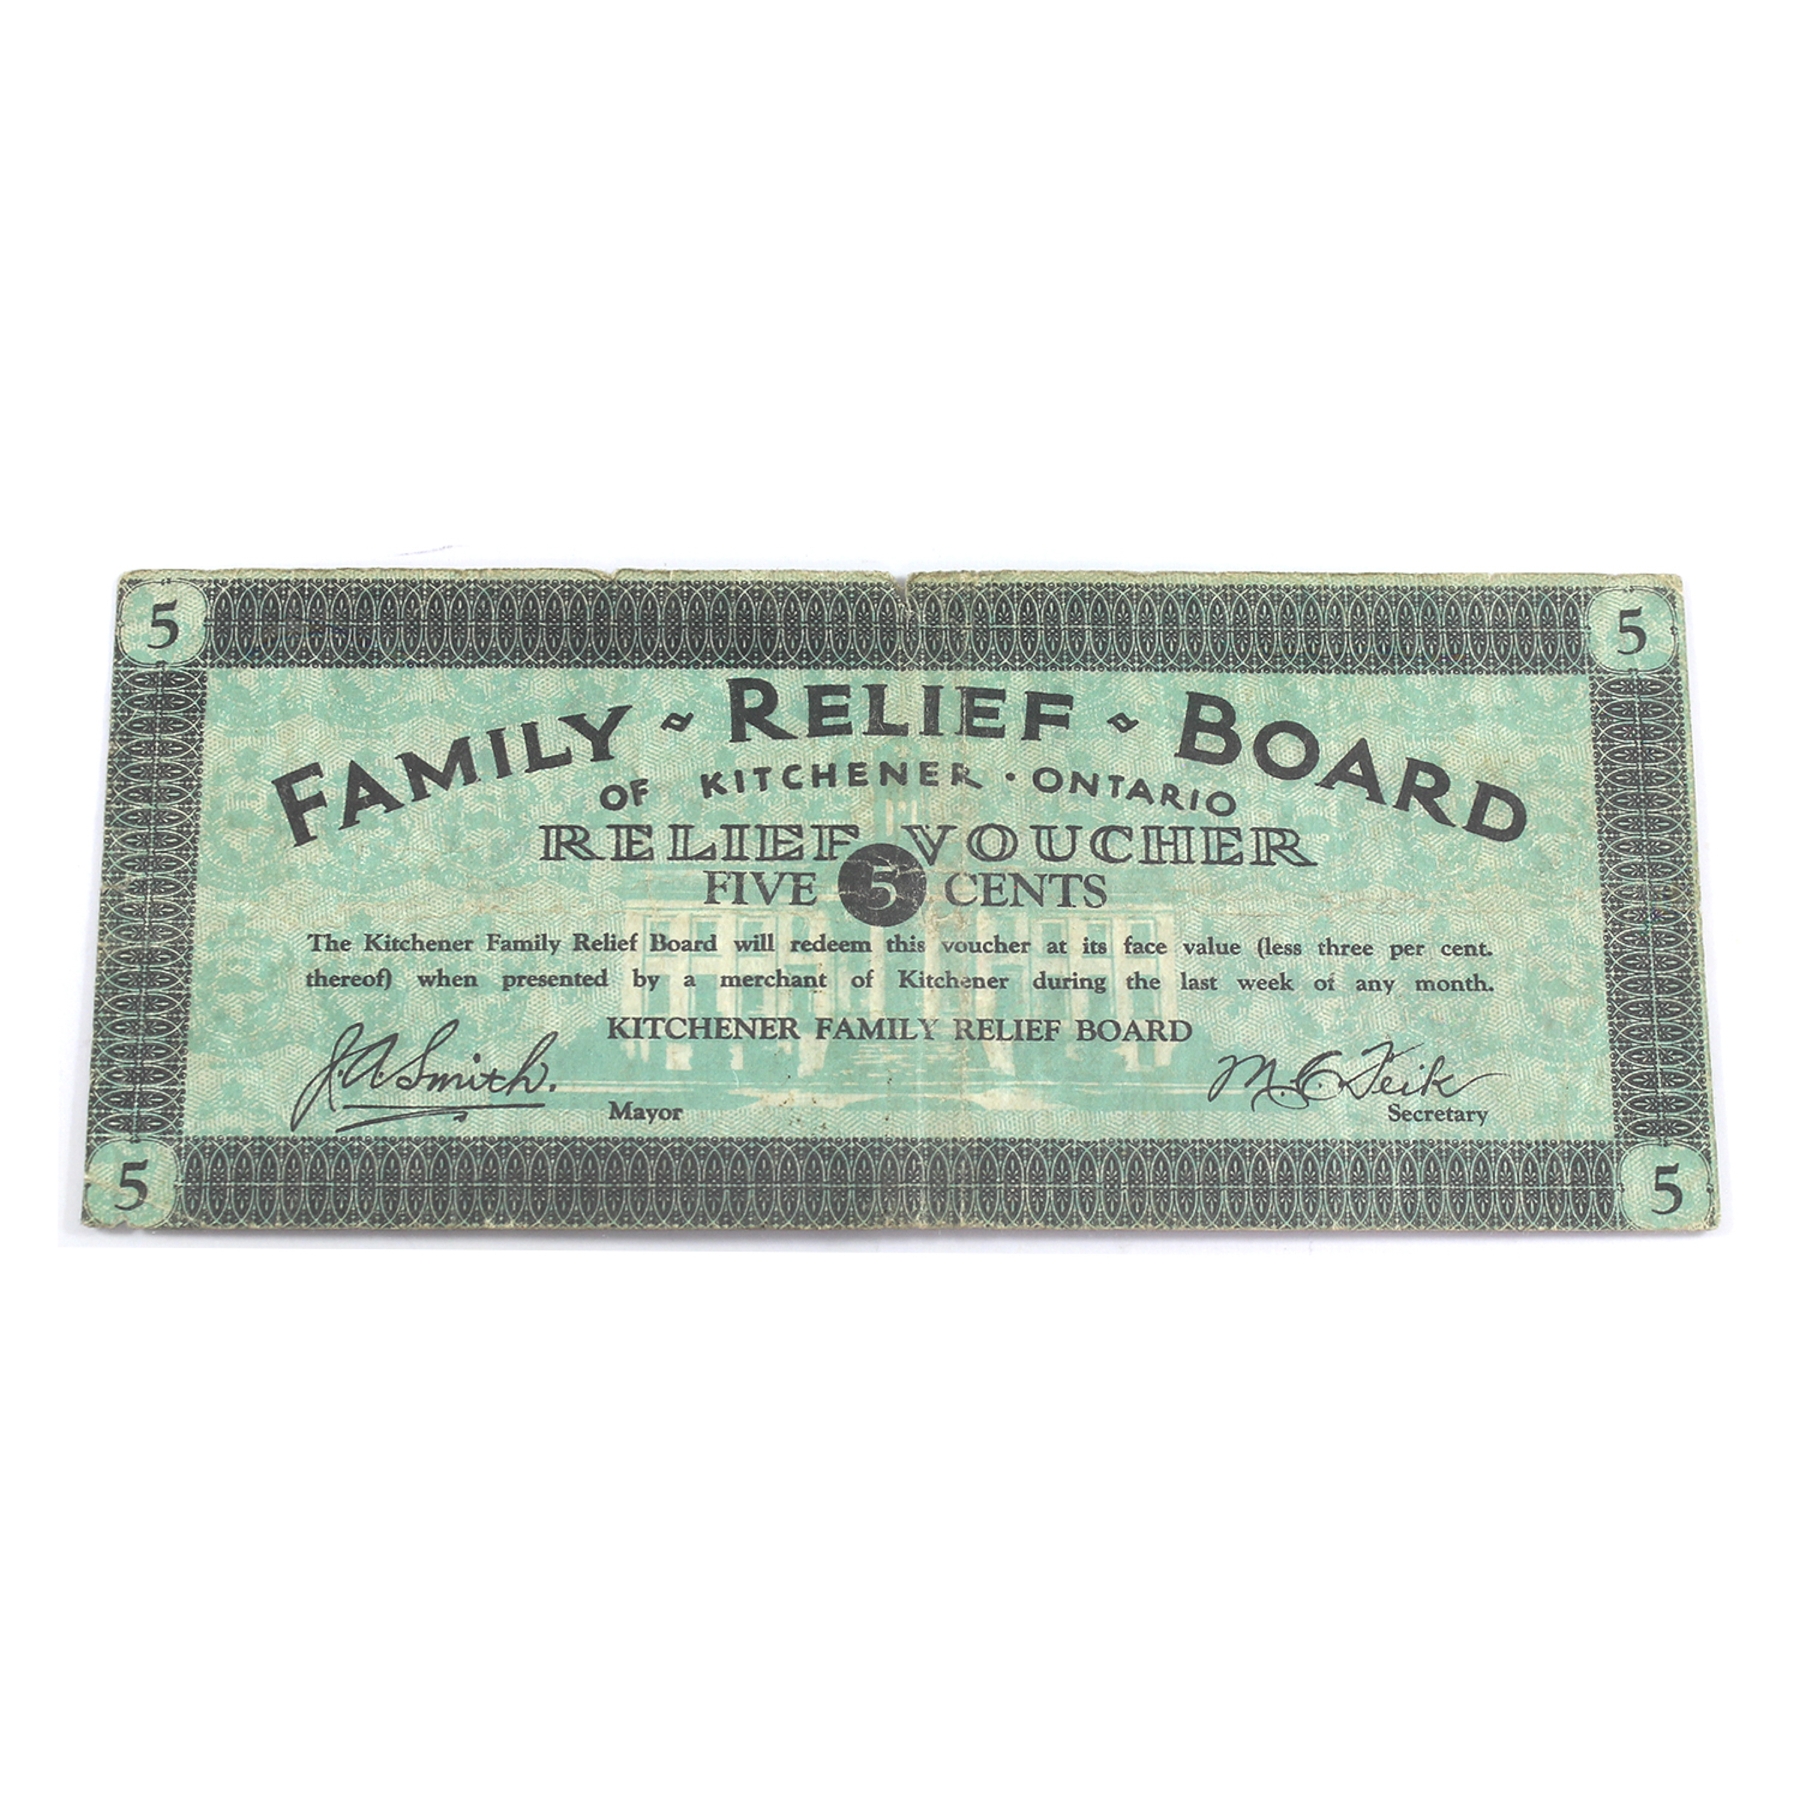 5 5
FAMILY ~ RELIEF ~ BOARD
OF KITCHENER · ONTARIO
RELIEF VOUCHER
FIVE 5 CENTS
The Kitchener Family Relief Board will redeem this voucher at its face value (less three per cent.
thereof) when presented by a merchant of Kitchener during the last week of any month.
KITCHENER FAMILY RELIEF BOARD
J. A. Smith. M. C. Teik
Mayor Secretary
5 5